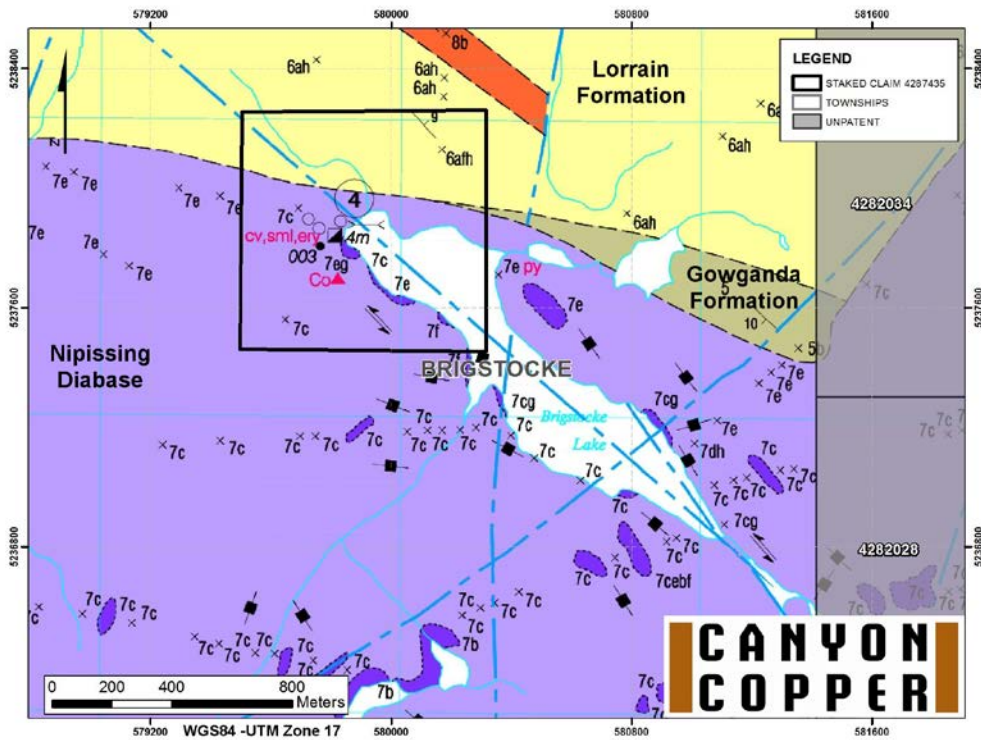 579200
580000
580800
581600
5238400
5238400
LEGEND
STAKED CLAIM 4287435
TOWNSHIPS
UNPATENT
Lorrain
Formation
8b
6ah
6ah
6ah
9
6afh
6ah
6ah
N
4
7e
7e
7e
7e
7c
7e
7e
7e
cv,sml,ery
4m
003
7eg
7c
Co
7e
7c
7f
7e py
7e
Gowganda
5
Formation
10
4282034
7c
5237600
5237600
Nipissing
Diabase
BRIGSTOCKE
7e
7e
7e
7cg
7cg
Brigstocke
Lake
7c
7c
7c
7c
7c
7c
7c
7c
7c
7c
7dh
7c
7c
7c
7c
7c
7cg
5236800
5236800
4282028
7c
7c
7c
7cebf
7c
7c
7c
7c
7c
7c
7c
7c
7c
7c
7c
7c
7b
7b
0 200 400 800
Meters
CANYON
COPPER
579200
WGS84 -UTM Zone 17
580000
580800
581600